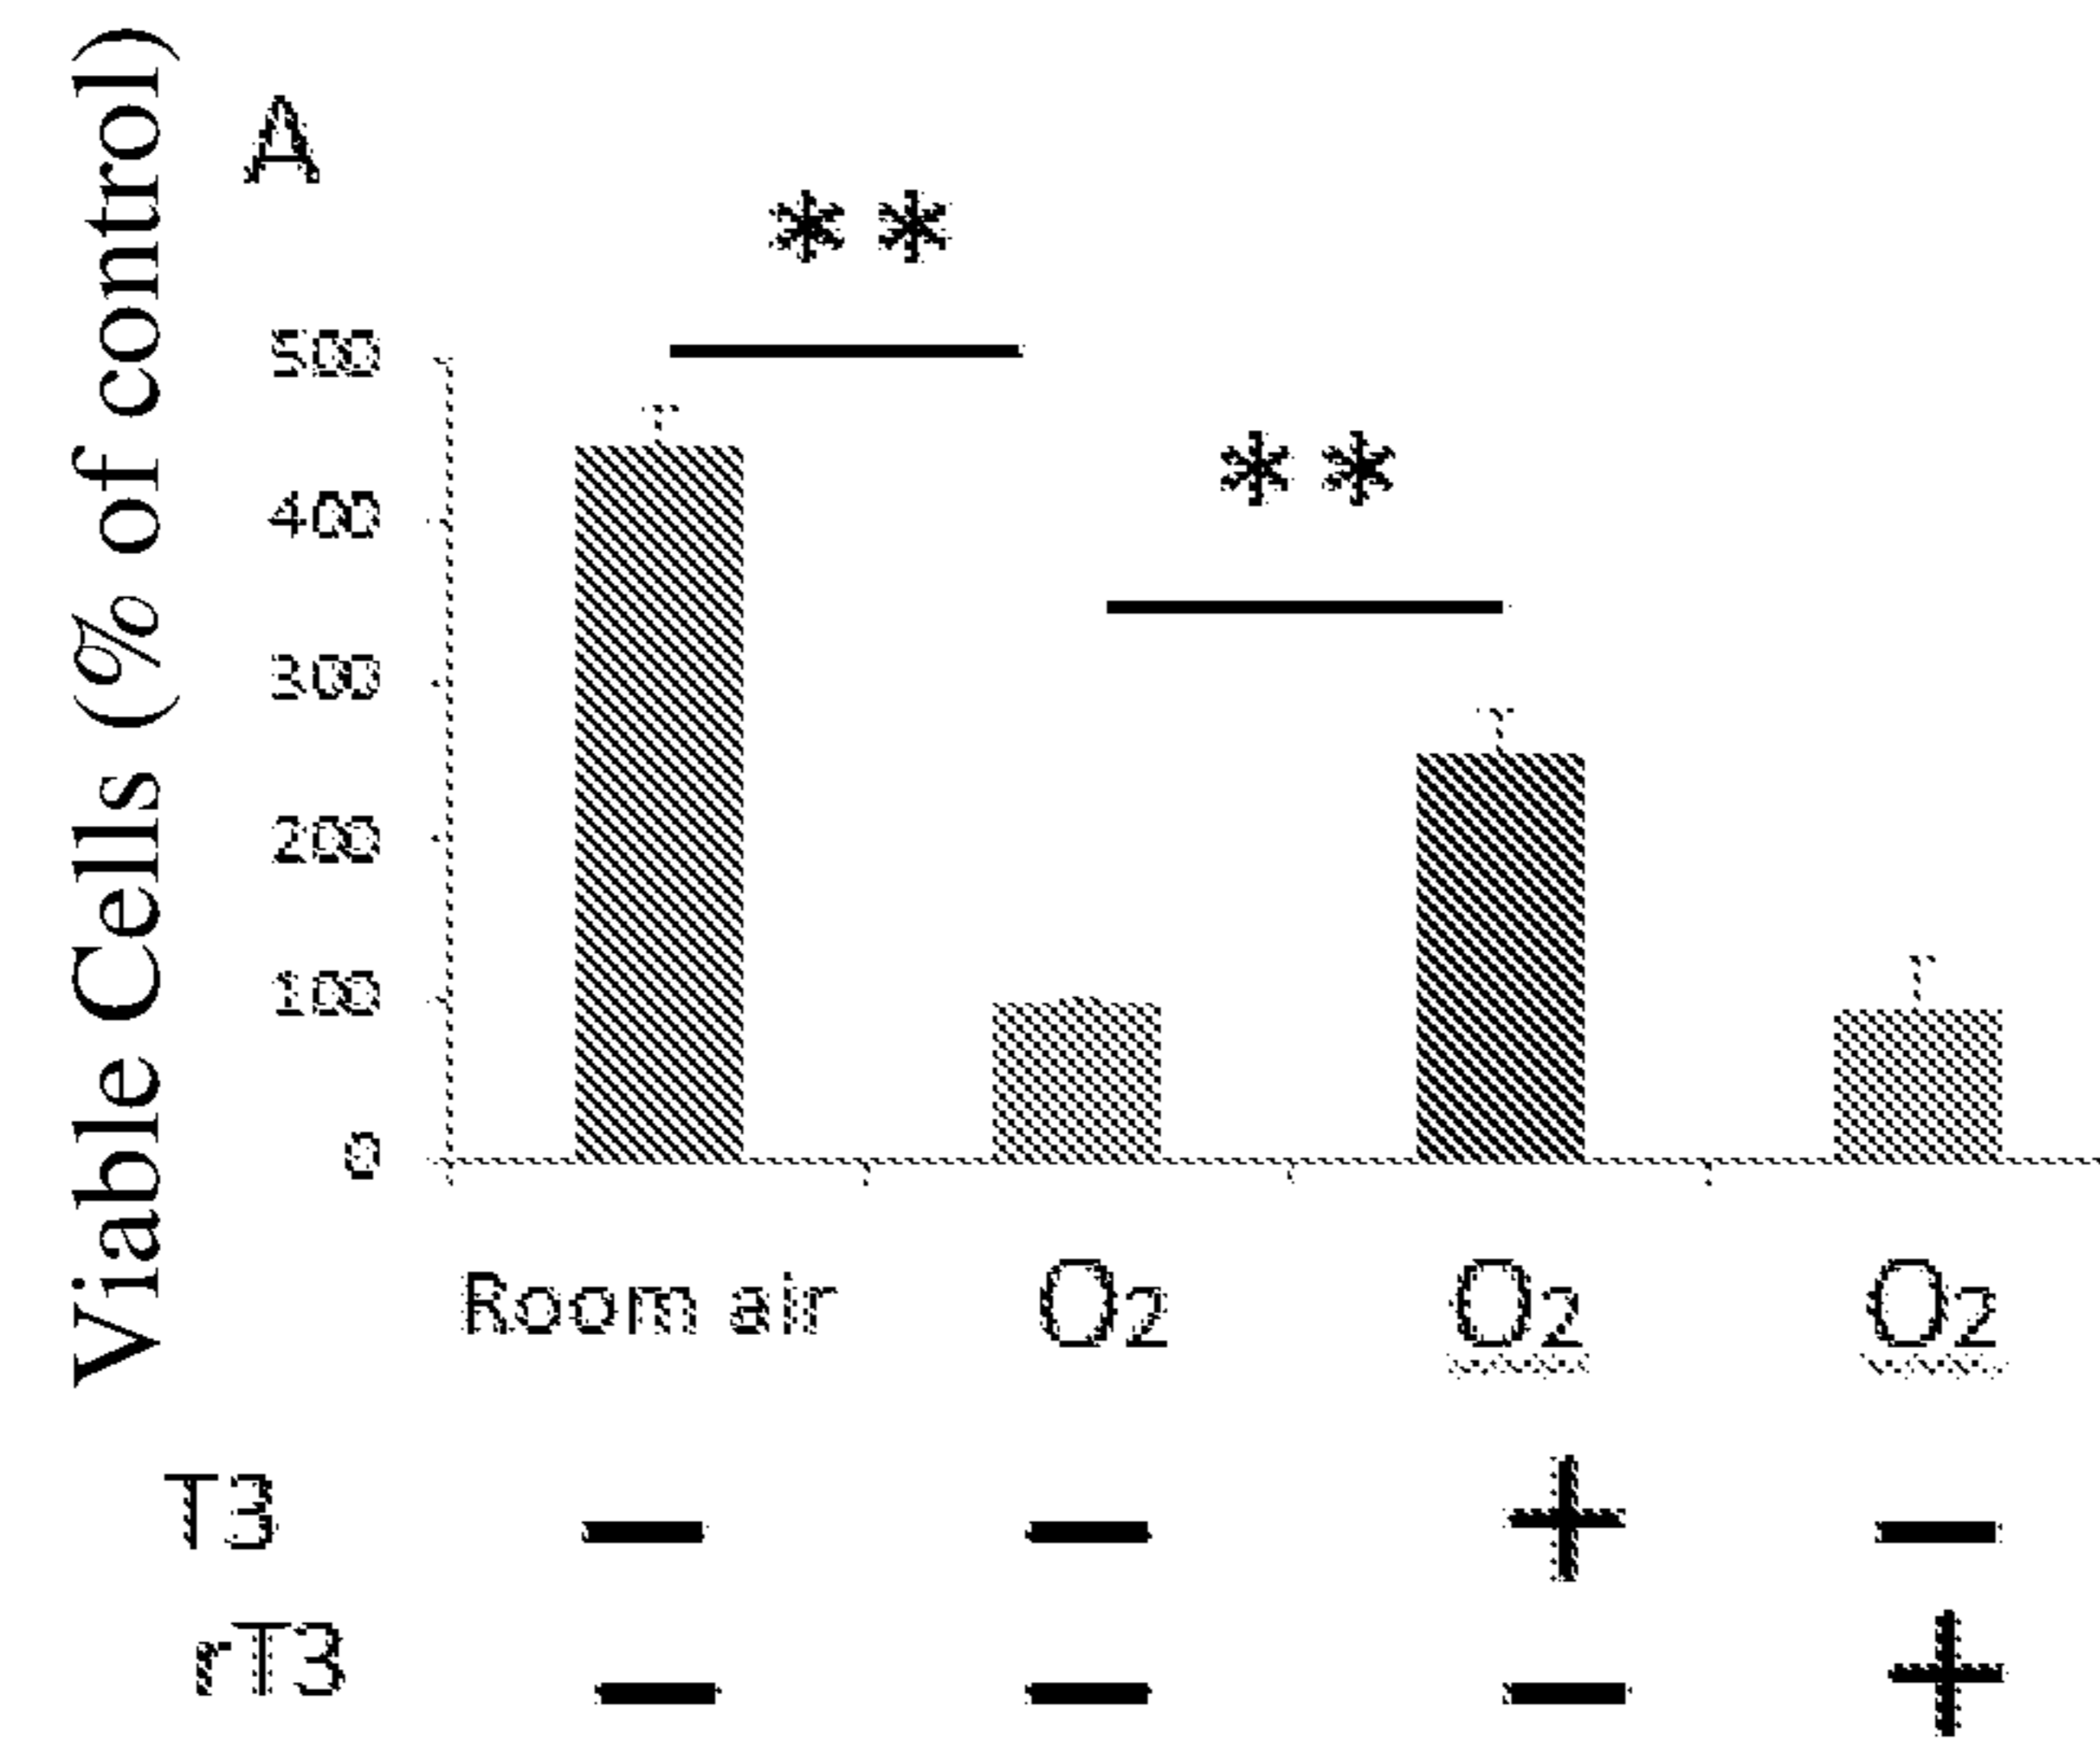 Viable Cells (% of control)
A
**
500
**
400
300
200
100
0
Room air O₂ O₂ O₂
T3 − − + −
rT3 − − − +